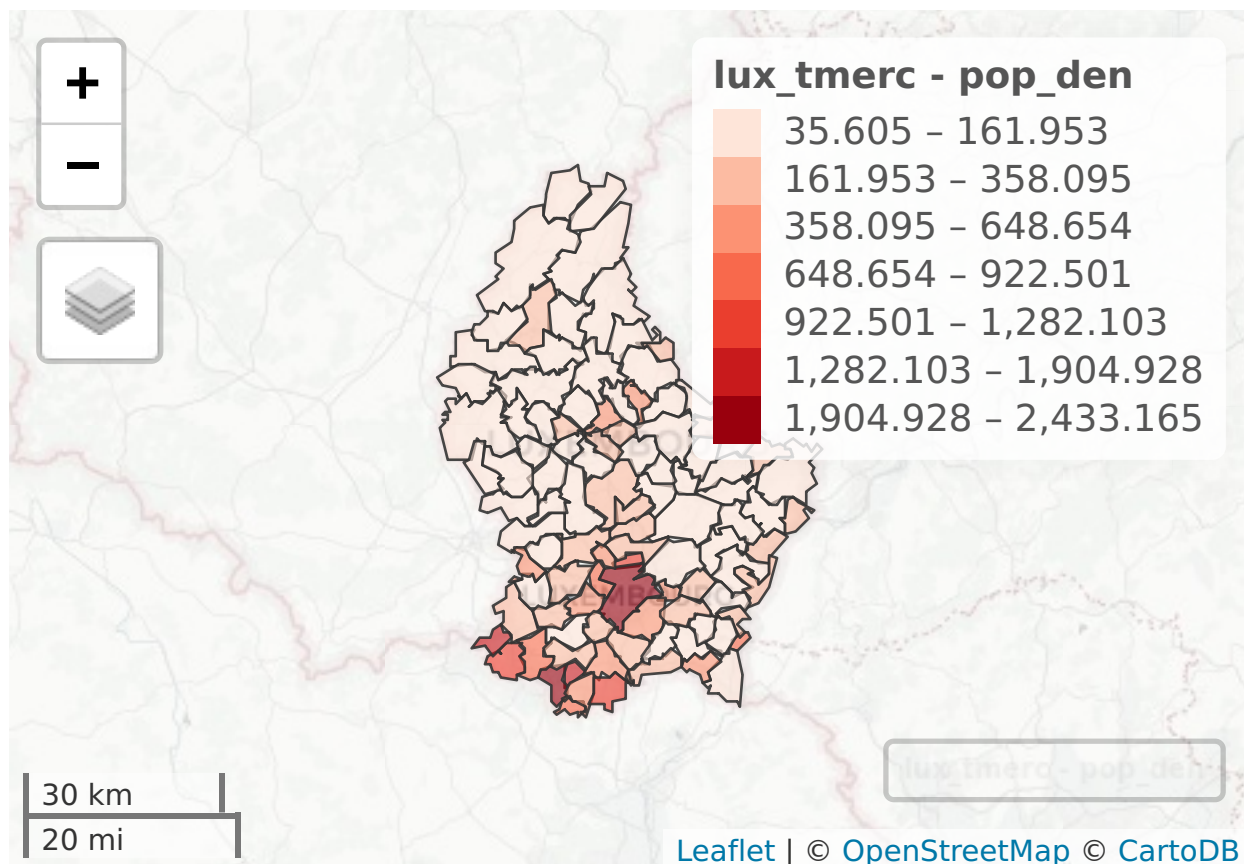 +
−
lux_tmerc - pop_den
35.605 – 161.953
161.953 – 358.095
358.095 – 648.654
648.654 – 922.501
922.501 – 1,282.103
1,282.103 – 1,904.928
1,904.928 – 2,433.165
LUXEMBOURG
LUXEMBOURG
lux_tmerc - pop_den
30 km
20 mi
Leaflet | © OpenStreetMap © CartoDB